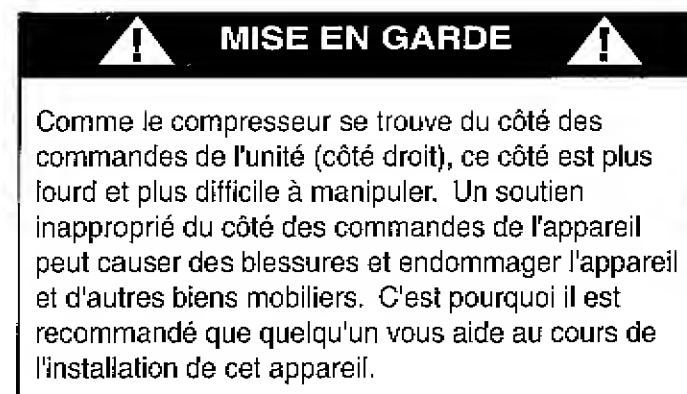 MISE EN GARDE
Comme le compresseur se trouve du côté des
commandes de l'unité (côté droit), ce côté est plus
lourd et plus difficile à manipuler. Un soutien
inapproprié du côté des commandes de l'appareil
peut causer des blessures et endommager l'appareil
et d'autres biens mobiliers. C'est pourquoi il est
recommandé que quelqu'un vous aide au cours de
l'installation de cet appareil.